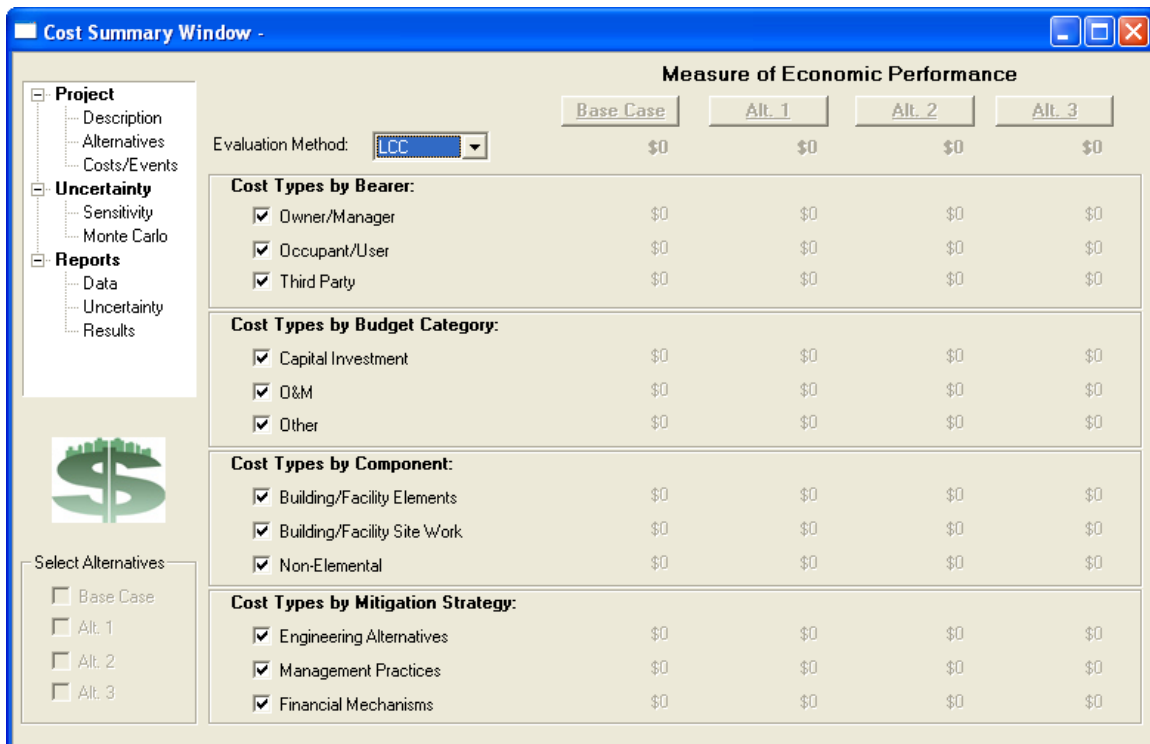 Cost Summary Window -
Project
Description
Alternatives
Costs/Events
Uncertainty
Sensitivity
Monte Carlo
Reports
Data
Uncertainty
Results
Select Alternatives
Base Case
Alt. 1
Alt. 2
Alt. 3
Measure of Economic Performance
Base Case Alt. 1 Alt. 2 Alt. 3
Evaluation Method: LCC $0 $0 $0 $0
Cost Types by Bearer:
Owner/Manager $0 $0 $0 $0
Occupant/User $0 $0 $0 $0
Third Party $0 $0 $0 $0
Cost Types by Budget Category:
Capital Investment $0 $0 $0 $0
O&M $0 $0 $0 $0
Other $0 $0 $0 $0
Cost Types by Component:
Building/Facility Elements $0 $0 $0 $0
Building/Facility Site Work $0 $0 $0 $0
Non-Elemental $0 $0 $0 $0
Cost Types by Mitigation Strategy:
Engineering Alternatives $0 $0 $0 $0
Management Practices $0 $0 $0 $0
Financial Mechanisms $0 $0 $0 $0